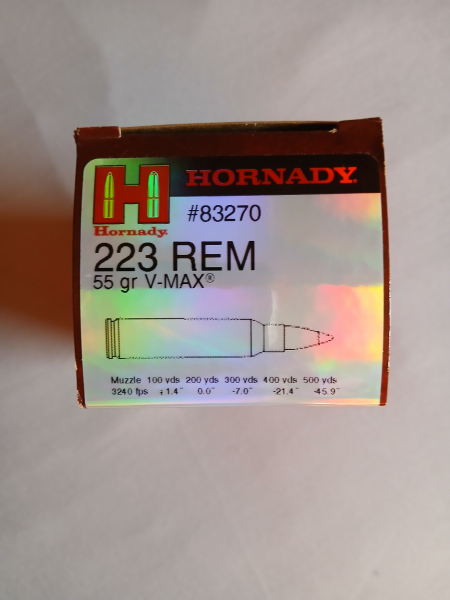 HORNADY
Hornady
#83270
223 REM
55 gr V-MAX®
Muzzle 100 yds 200 yds 300 yds 400 yds 500 yds
3240 fps +1.4" 0.0" -7.0" -21.4" -45.9"